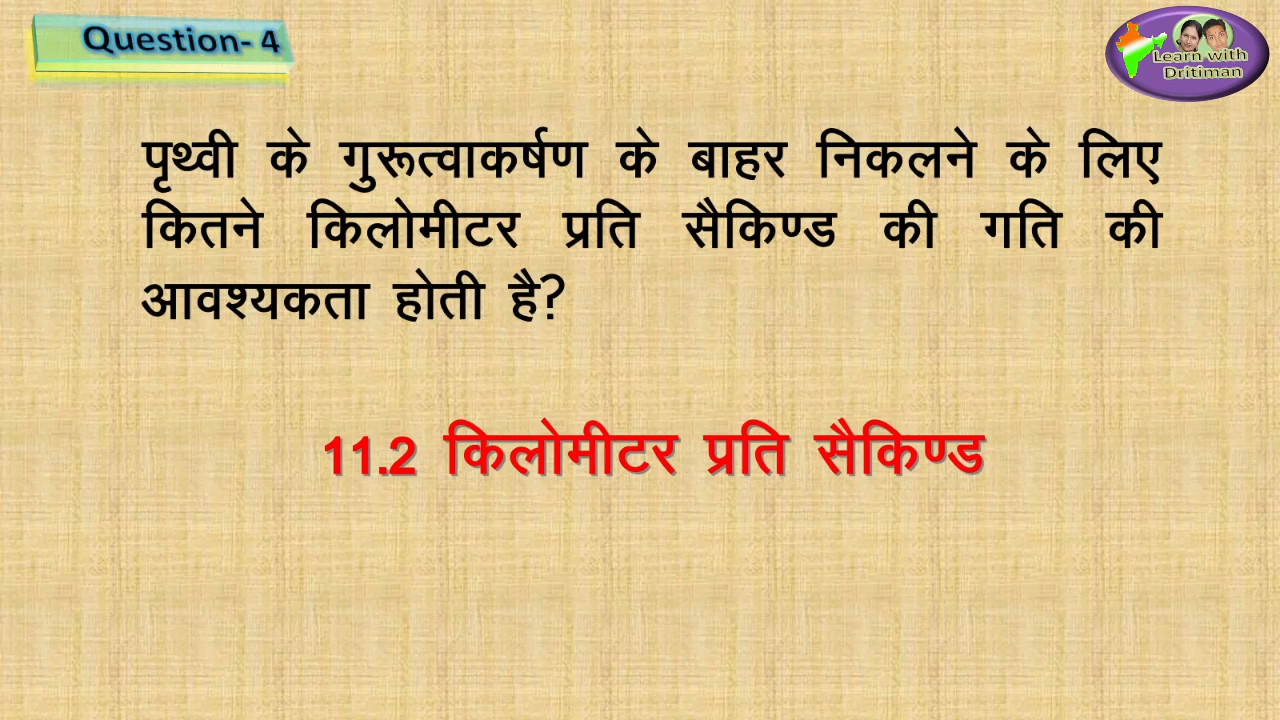 Question- 4
Learn with
Dritiman
पृथ्वी के गुरूत्वाकर्षण के बाहर निकलने के लिए
कितने किलोमीटर प्रति सैकिण्ड की गति की
आवश्यकता होती है?
11.2 किलोमीटर प्रति सैकिण्ड